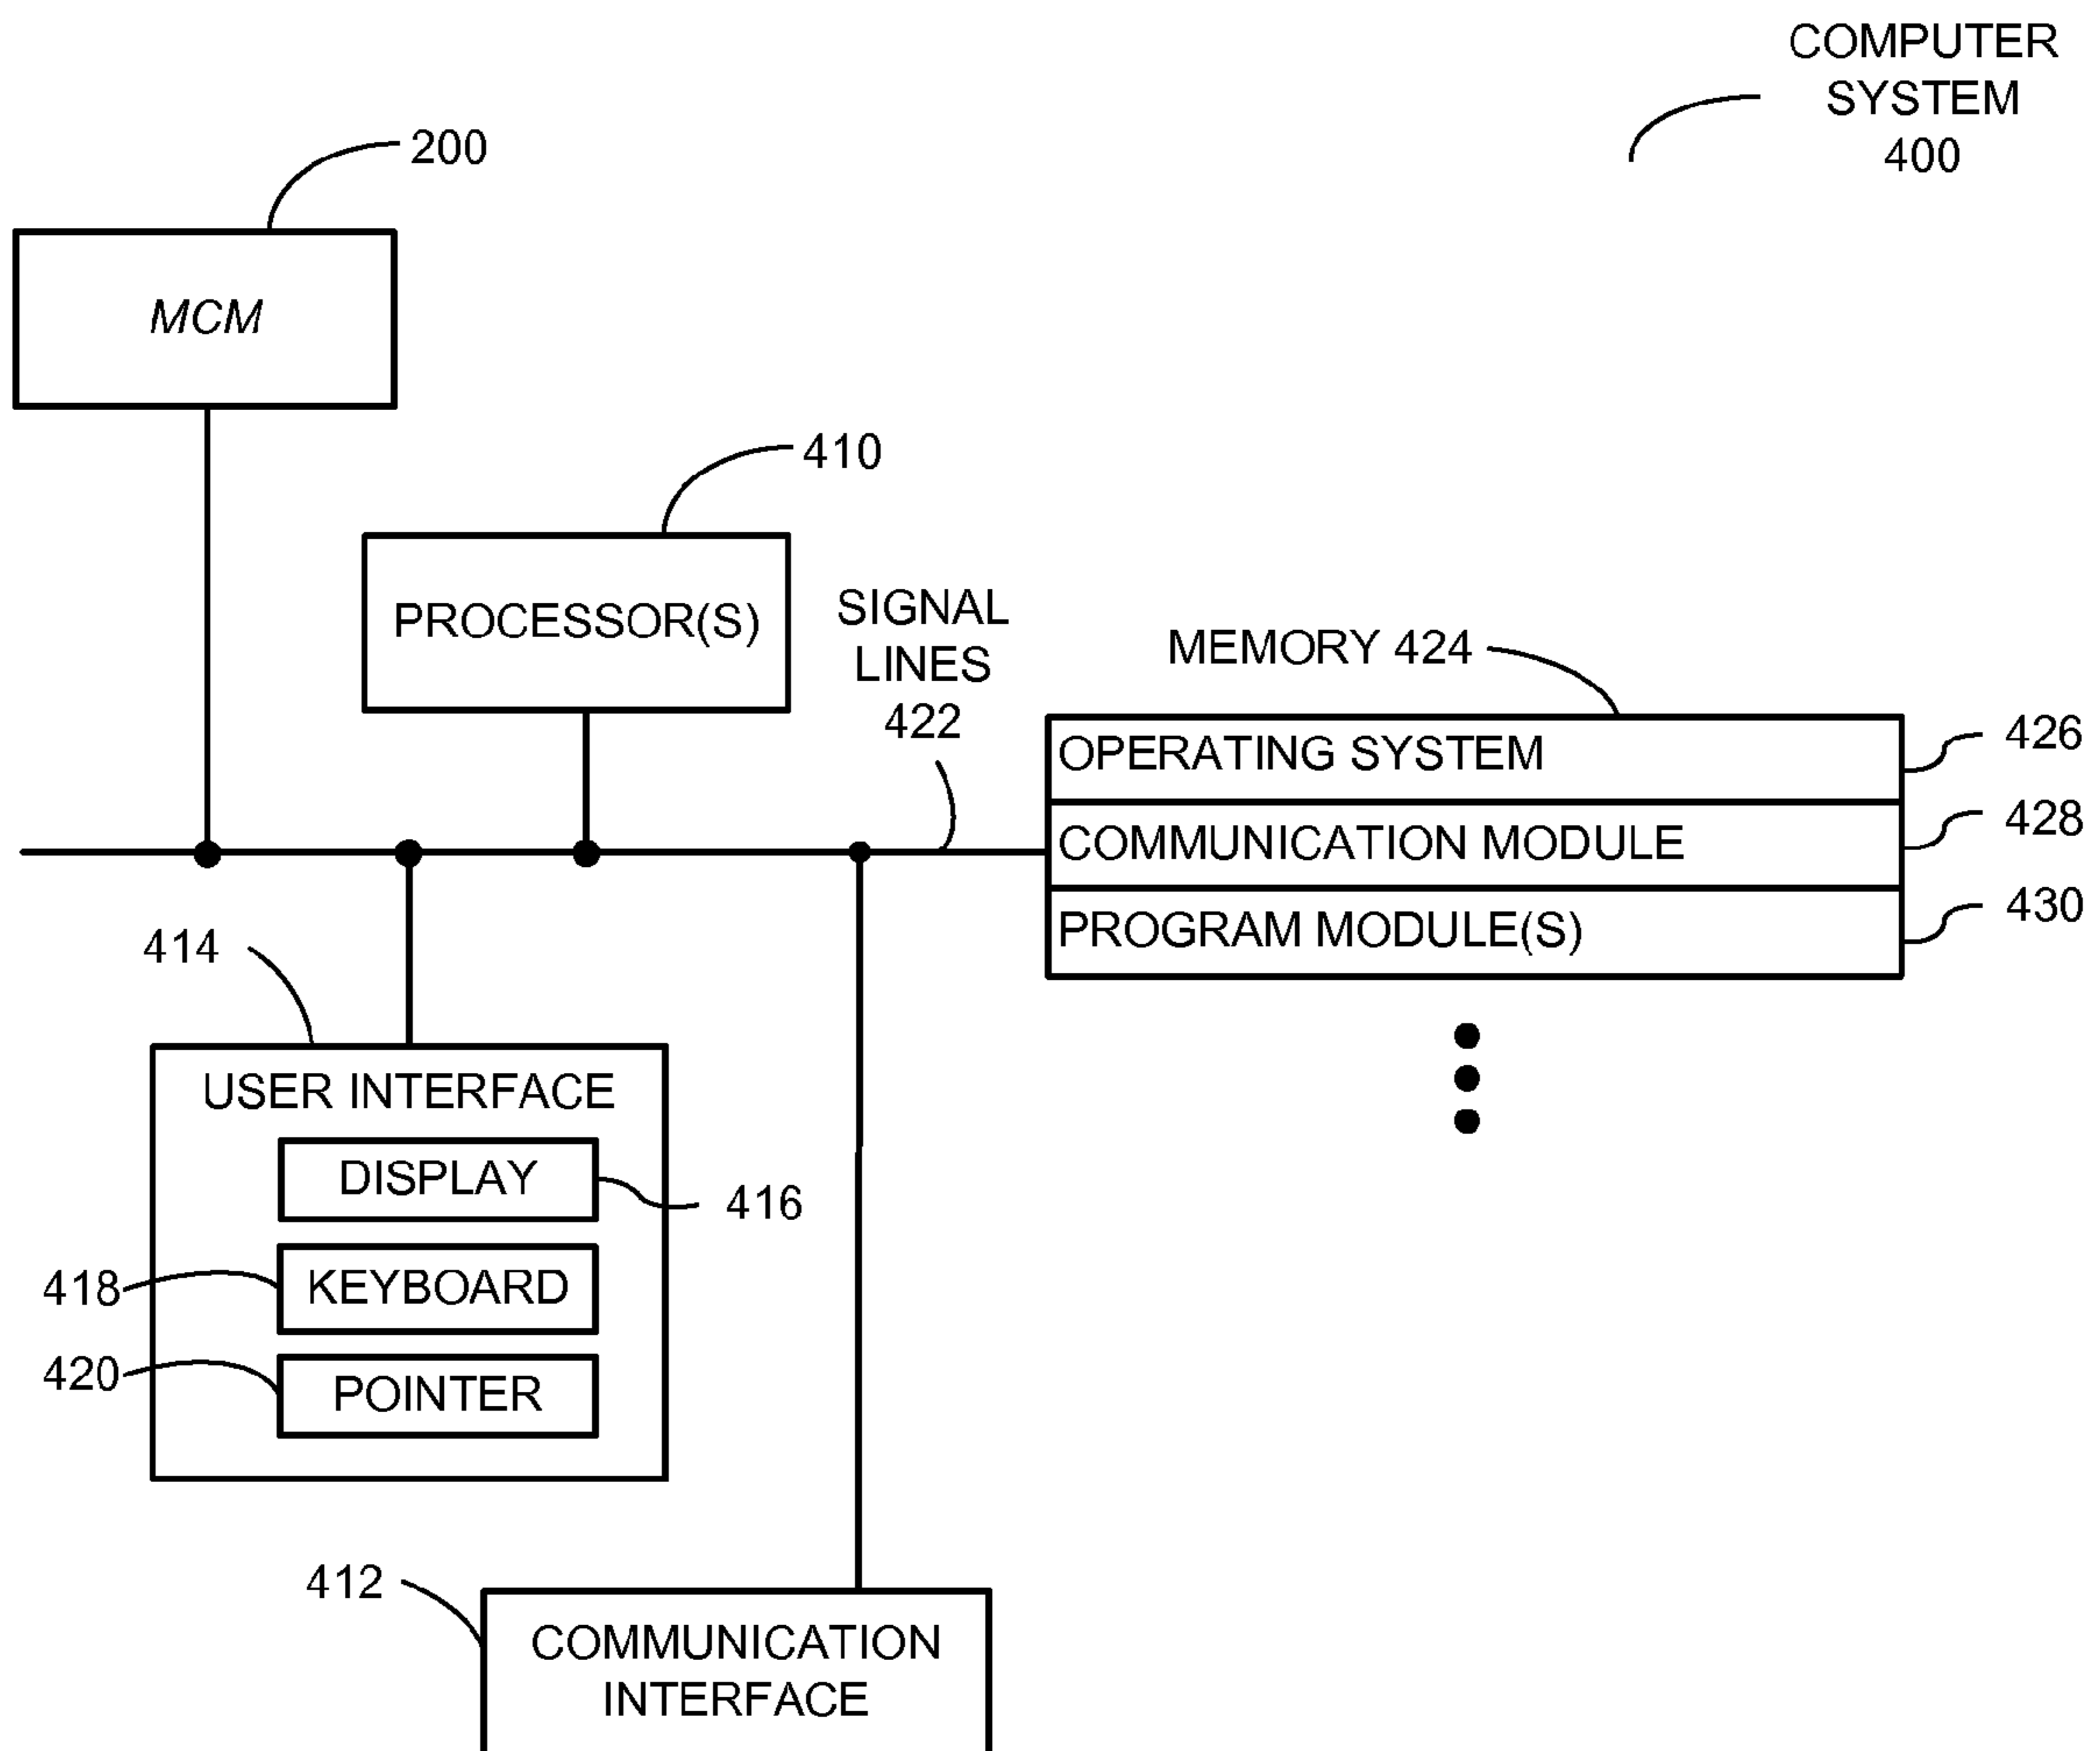 COMPUTER
SYSTEM
400
200
MCM
410
PROCESSOR(S)
SIGNAL
LINES
422
MEMORY 424
OPERATING SYSTEM
426
COMMUNICATION MODULE
428
PROGRAM MODULE(S)
430
414
USER INTERFACE
DISPLAY
416
418
KEYBOARD
420
POINTER
412
COMMUNICATION
INTERFACE